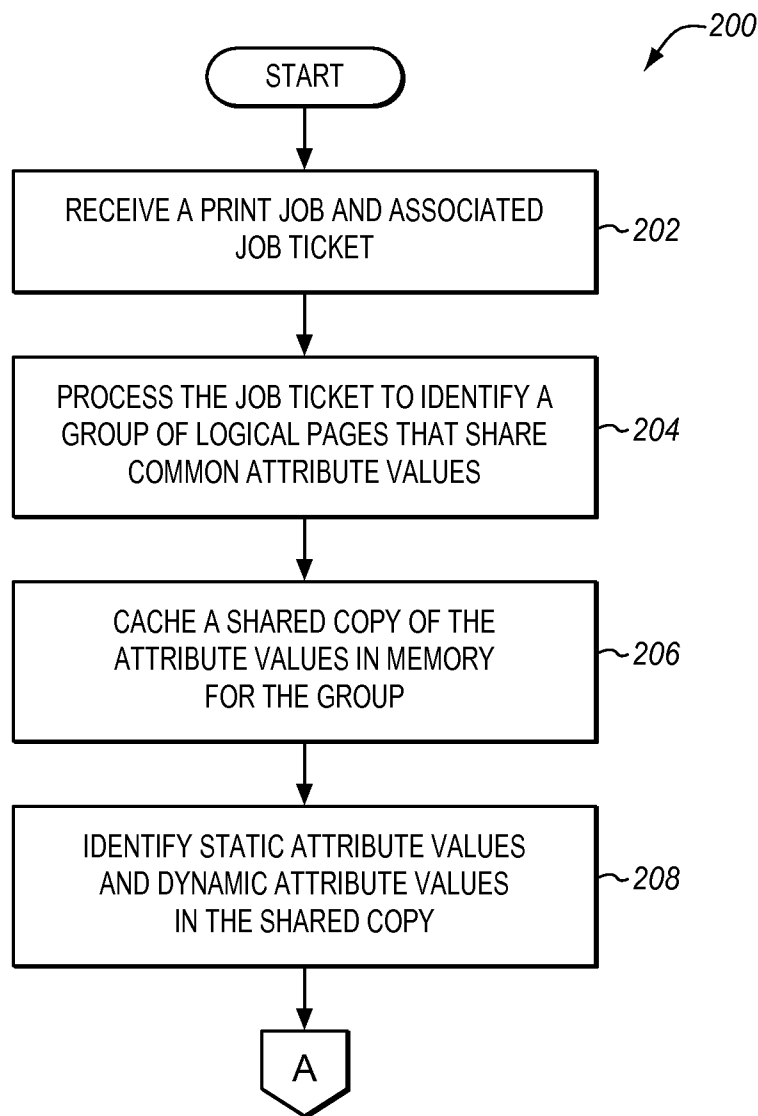 200
START
RECEIVE A PRINT JOB AND ASSOCIATED
JOB TICKET
202
PROCESS THE JOB TICKET TO IDENTIFY A
GROUP OF LOGICAL PAGES THAT SHARE
COMMON ATTRIBUTE VALUES
204
CACHE A SHARED COPY OF THE
ATTRIBUTE VALUES IN MEMORY
FOR THE GROUP
206
IDENTIFY STATIC ATTRIBUTE VALUES
AND DYNAMIC ATTRIBUTE VALUES
IN THE SHARED COPY
208
A